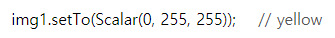 img1.setTo(Scalar(0, 255, 255));    // yellow